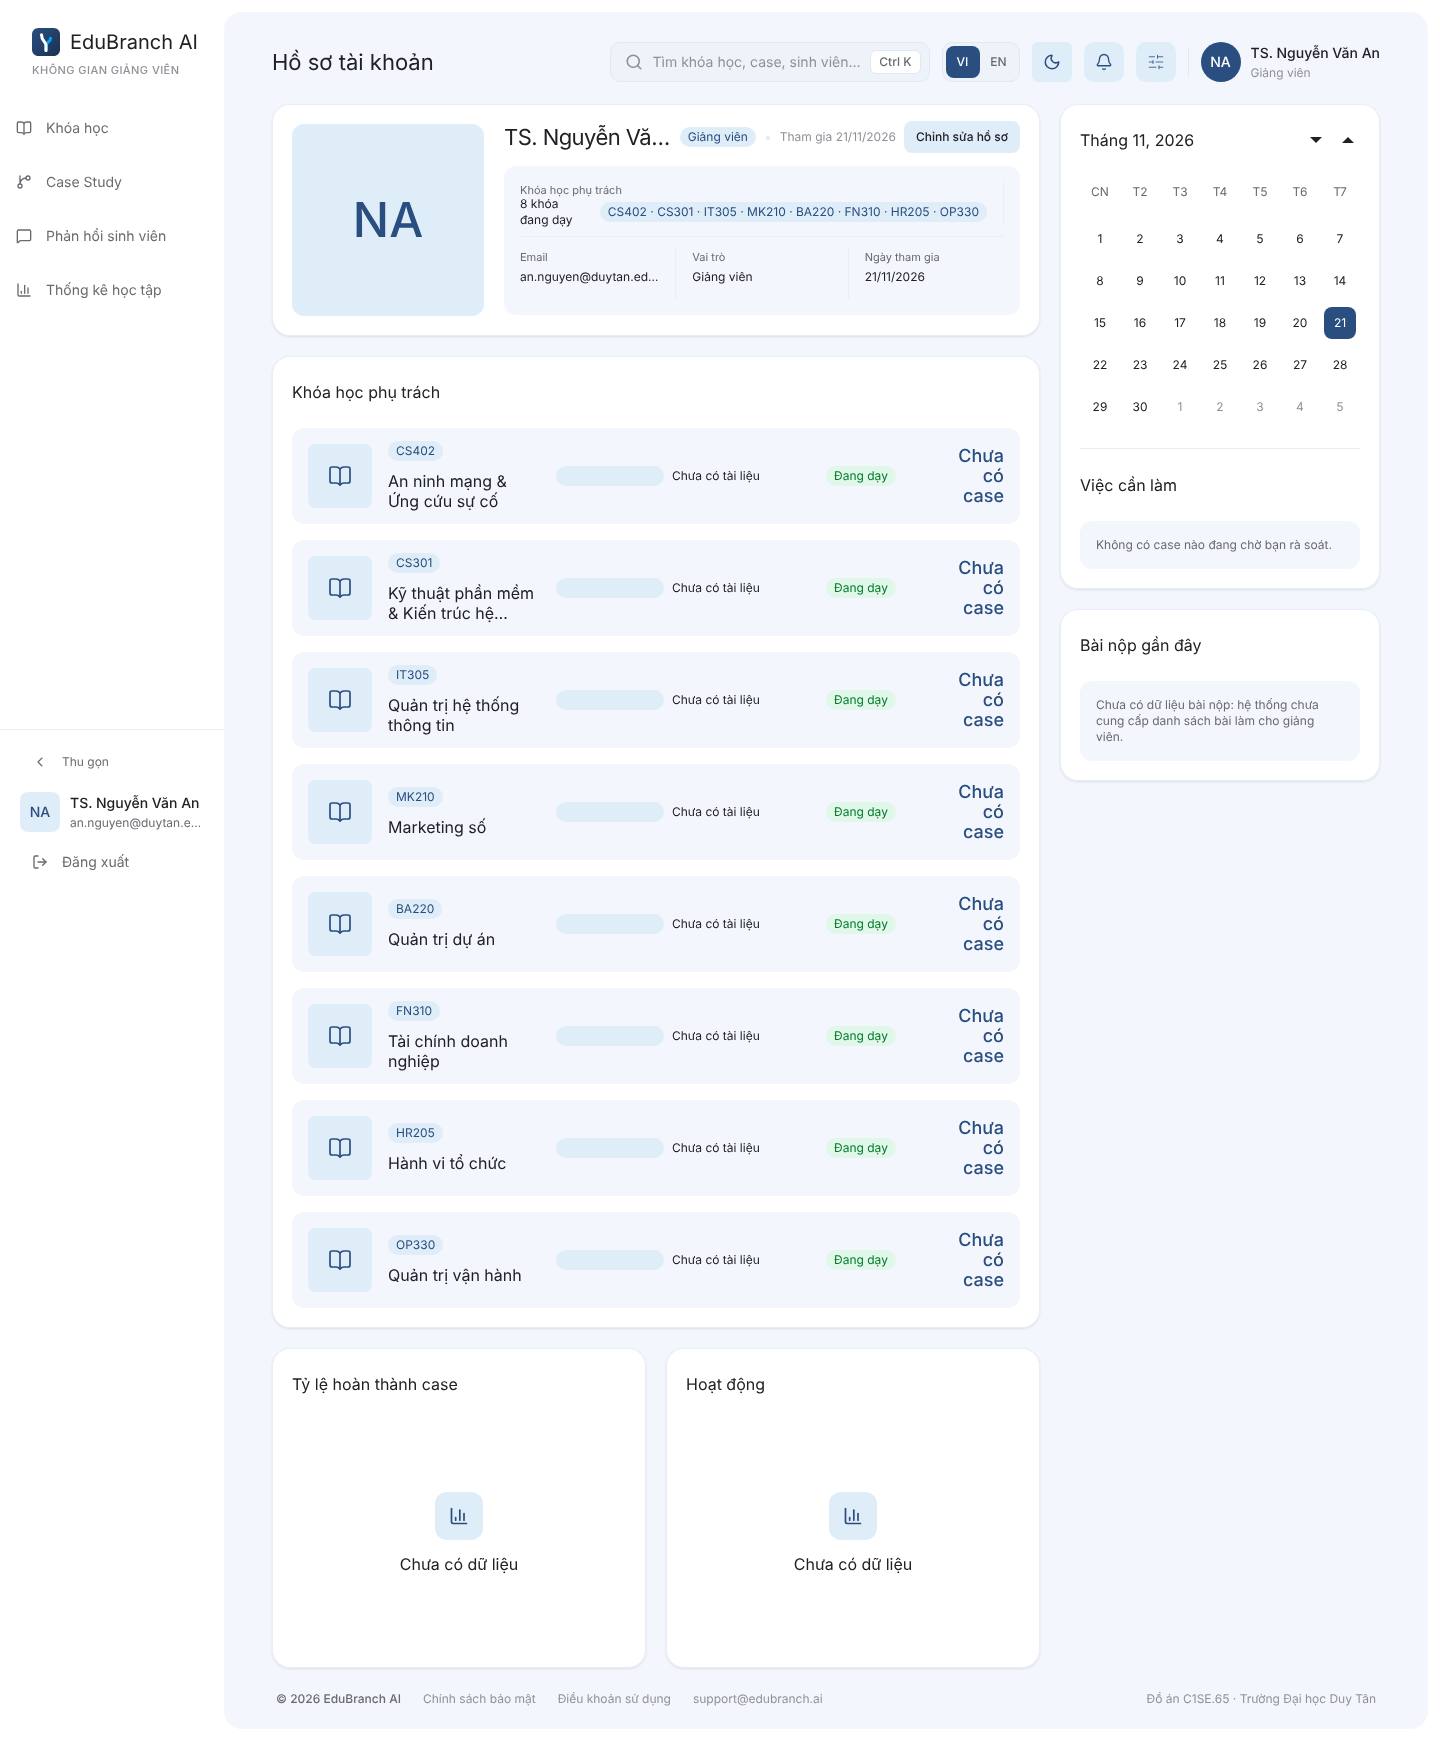 EduBranch AI
KHÔNG GIAN GIẢNG VIÊN
Khóa học
Case Study
Phản hồi sinh viên
Thống kê học tập
Thu gọn
NA
TS. Nguyễn Văn An
an.nguyen@duytan.e...
Đăng xuất
Hồ sơ tài khoản
Tìm khóa học, case, sinh viên...
Ctrl K
VI
EN
NA
TS. Nguyễn Văn An
Giảng viên
NA
TS. Nguyễn Vă...
Giảng viên
Tham gia 21/11/2026
Chỉnh sửa hồ sơ
Khóa học phụ trách
8 khóa
đang dạy
CS402 · CS301 · IT305 · MK210 · BA220 · FN310 · HR205 · OP330
Email
an.nguyen@duytan.ed...
Vai trò
Giảng viên
Ngày tham gia
21/11/2026
Khóa học phụ trách
CS402
An ninh mạng &
Ứng cứu sự cố
Chưa có tài liệu
Đang dạy
Chưa
có
case
CS301
Kỹ thuật phần mềm
& Kiến trúc hệ...
Chưa có tài liệu
Đang dạy
Chưa
có
case
IT305
Quản trị hệ thống
thông tin
Chưa có tài liệu
Đang dạy
Chưa
có
case
MK210
Marketing số
Chưa có tài liệu
Đang dạy
Chưa
có
case
BA220
Quản trị dự án
Chưa có tài liệu
Đang dạy
Chưa
có
case
FN310
Tài chính doanh
nghiệp
Chưa có tài liệu
Đang dạy
Chưa
có
case
HR205
Hành vi tổ chức
Chưa có tài liệu
Đang dạy
Chưa
có
case
OP330
Quản trị vận hành
Chưa có tài liệu
Đang dạy
Chưa
có
case
Tỷ lệ hoàn thành case
Chưa có dữ liệu
Hoạt động
Chưa có dữ liệu
Tháng 11, 2026
CN T2 T3 T4 T5 T6 T7
1 2 3 4 5 6 7
8 9 10 11 12 13 14
15 16 17 18 19 20 21
22 23 24 25 26 27 28
29 30 1 2 3 4 5
Việc cần làm
Không có case nào đang chờ bạn rà soát.
Bài nộp gần đây
Chưa có dữ liệu bài nộp: hệ thống chưa
cung cấp danh sách bài làm cho giảng
viên.
© 2026 EduBranch AI
Chính sách bảo mật
Điều khoản sử dụng
support@edubranch.ai
Đồ án C1SE.65 · Trường Đại học Duy Tân